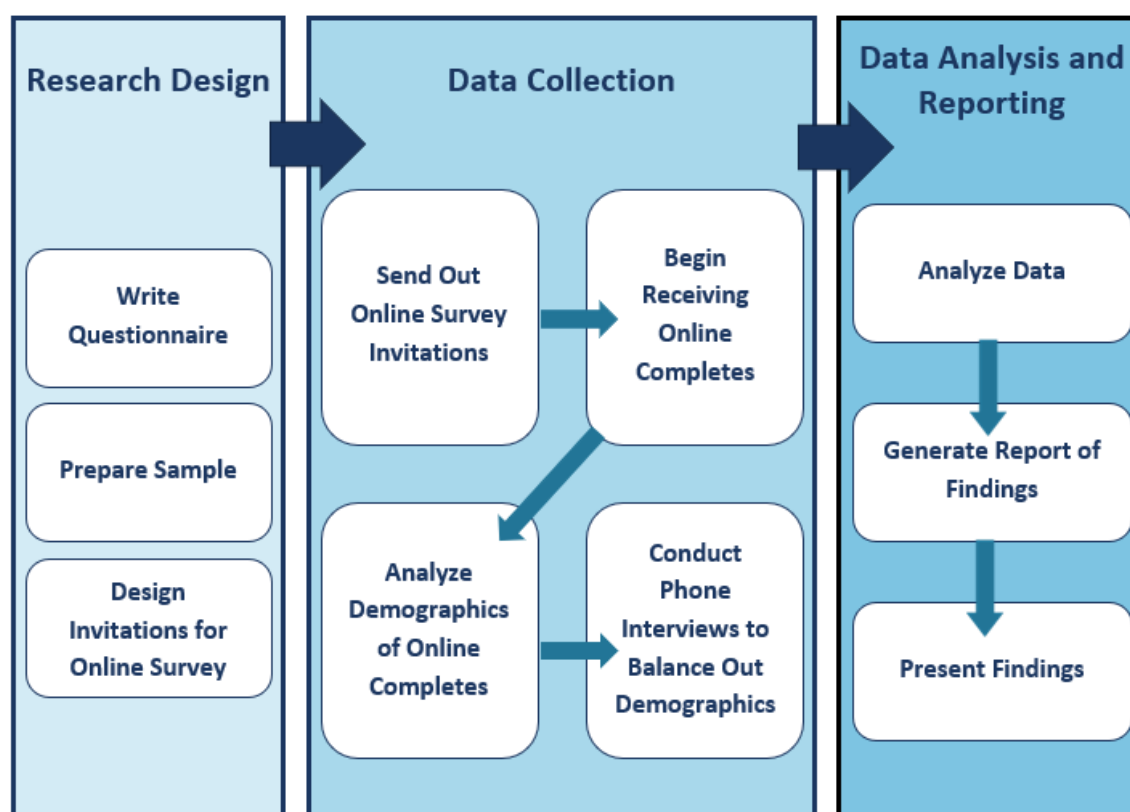 Research Design
Write
Questionnaire
Prepare Sample
Design
Invitations for
Online Survey
Data Collection
Send Out
Online Survey
Invitations
Begin
Receiving
Online
Completes
Analyze
Demographics
of Online
Completes
Conduct
Phone
Interviews to
Balance Out
Demographics
Data Analysis and
Reporting
Analyze Data
Generate Report of
Findings
Present Findings